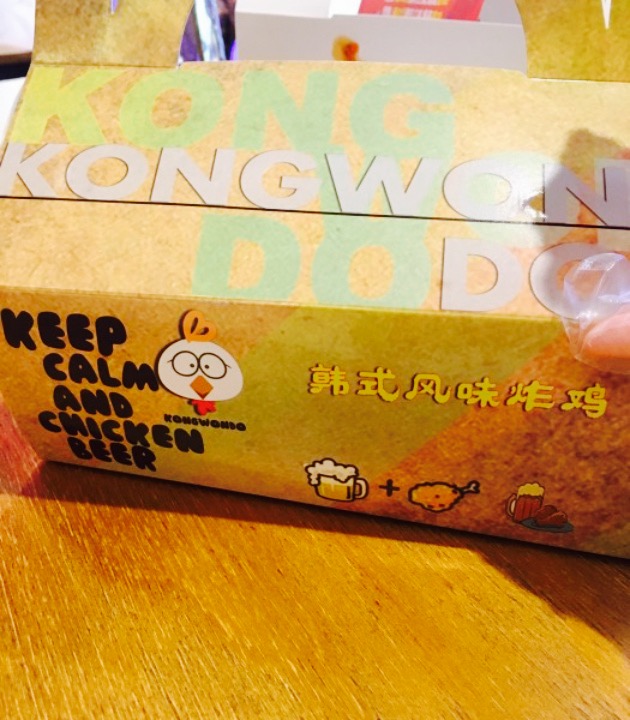 KONG
KONGWON
DO
DO
KEEP
CALM
AND
CHICKEN
BEER
KONGWONDO
韩式风味炸鸡
+